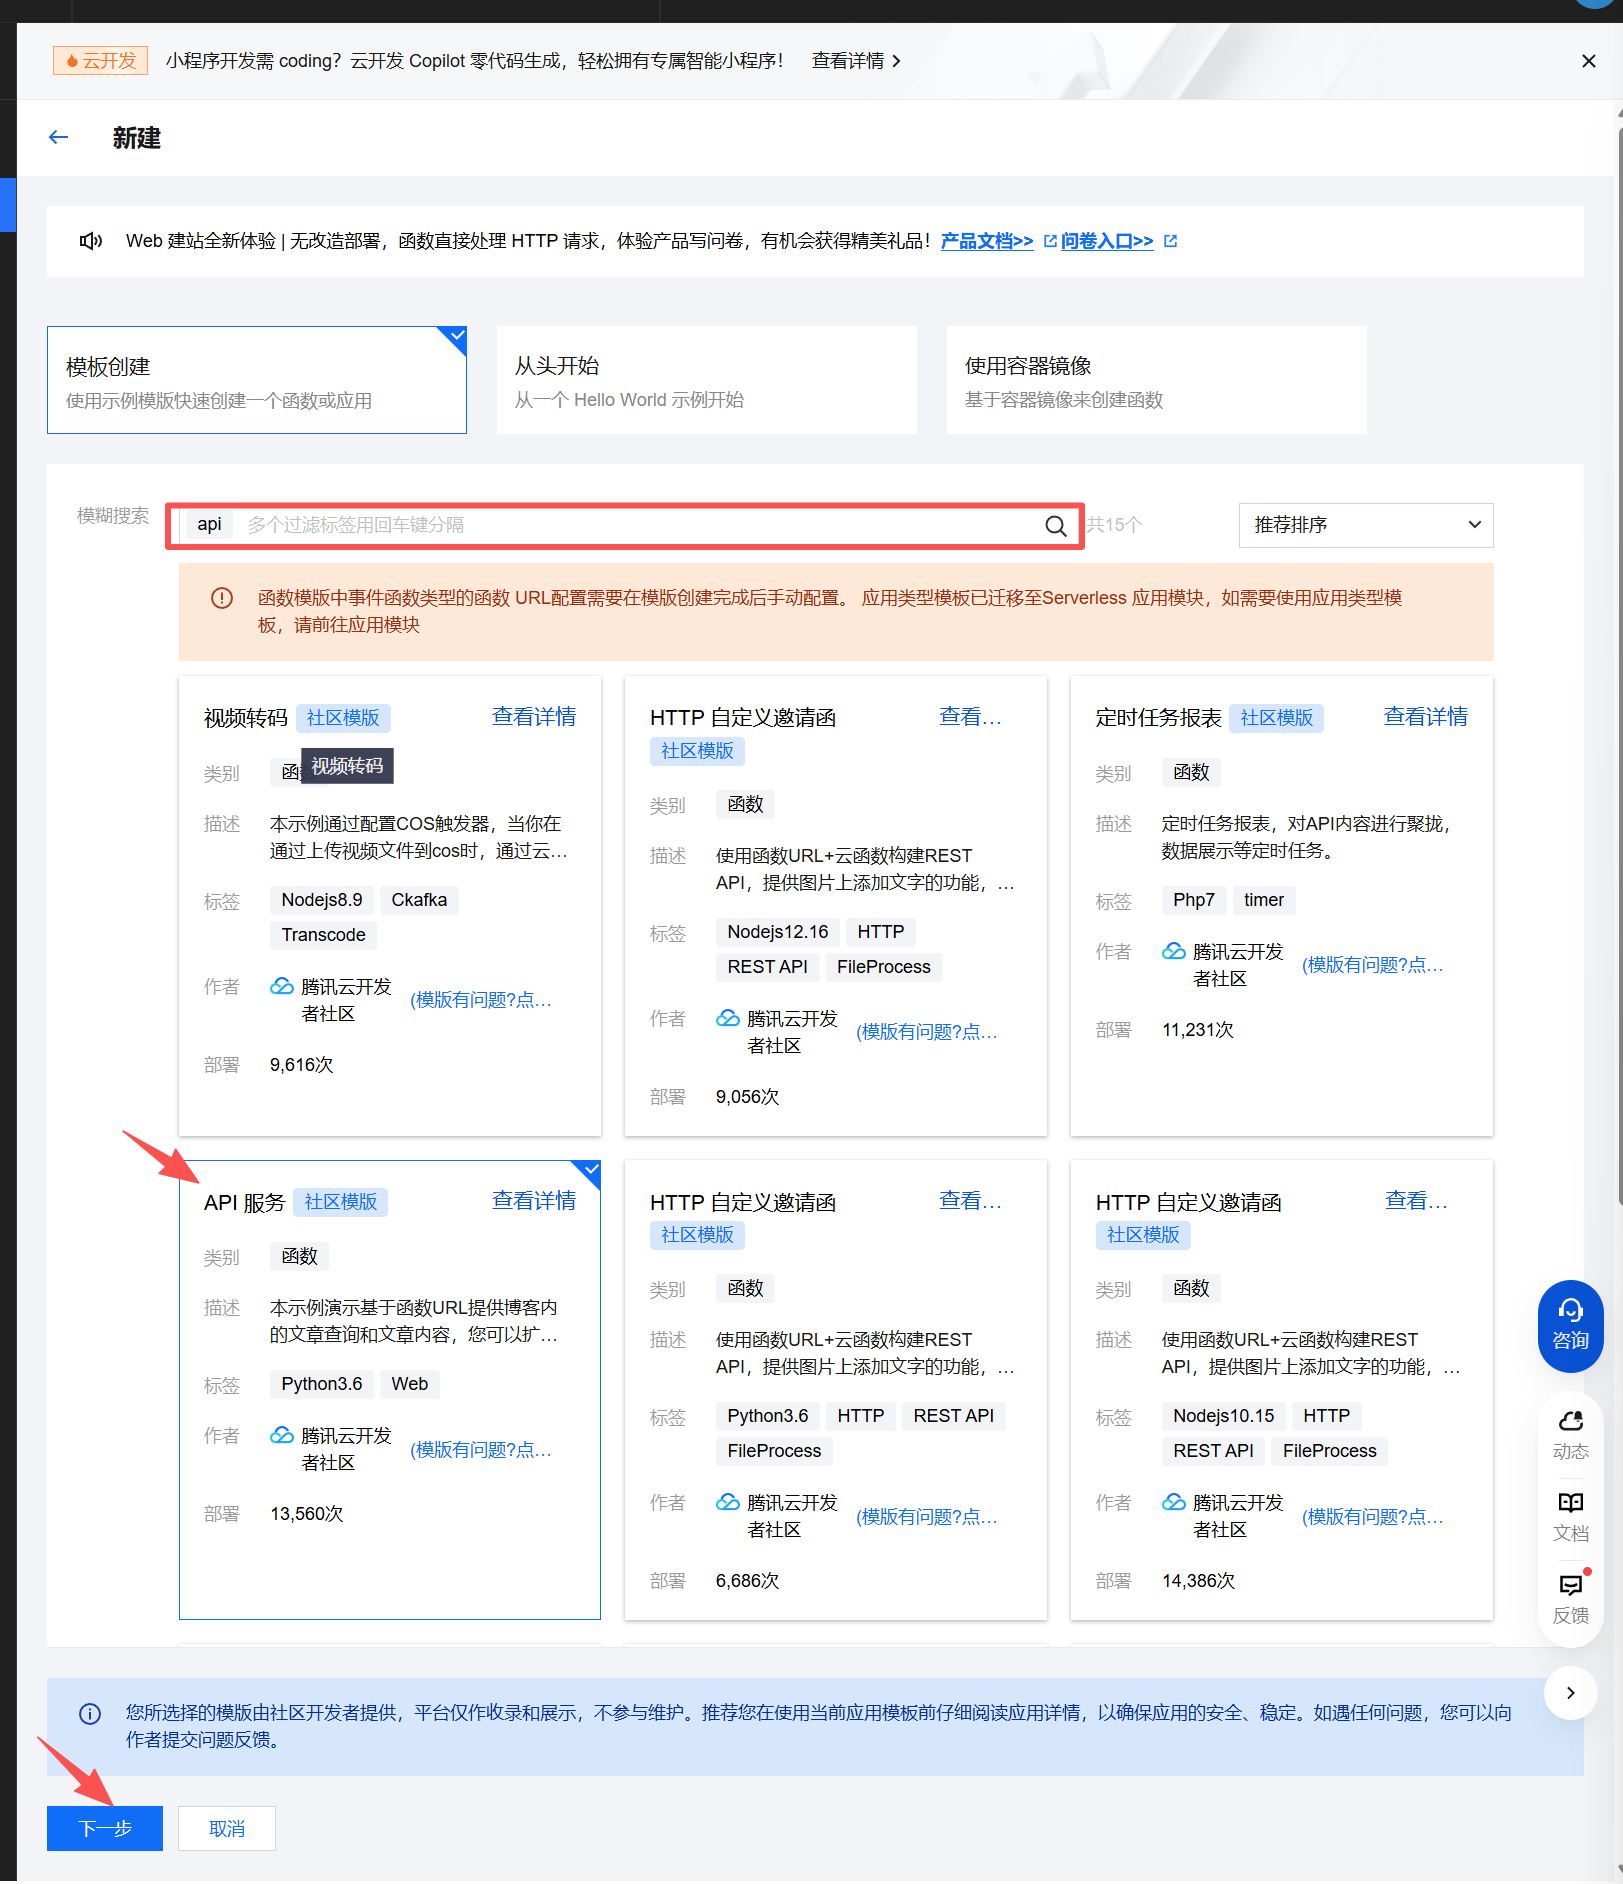 云开发 小程序开发需 coding？云开发 Copilot 零代码生成，轻松拥有专属智能小程序！ 查看详情
新建
Web 建站全新体验 | 无改造部署，函数直接处理 HTTP 请求，体验产品写问卷，有机会获得精美礼品！产品文档>> 问卷入口>>
模板创建
使用示例模版快速创建一个函数或应用
从头开始
从一个 Hello World 示例开始
使用容器镜像
基于容器镜像来创建函数
模糊搜索 api 多个过滤标签用回车键分隔 共15个 推荐排序
函数模版中事件函数类型的函数 URL配置需要在模版创建完成后手动配置。 应用类型模板已迁移至Serverless 应用模块，如需要使用应用类型模
板，请前往应用模块
视频转码 社区模版 查看详情
视频转码
类别 函
描述 本示例通过配置COS触发器，当你在
通过上传视频文件到cos时，通过云…
标签 Nodejs8.9 Ckafka
Transcode
作者 腾讯云开发
者社区 (模版有问题?点…
部署 9,616次
HTTP 自定义邀请函 查看…
社区模版
类别 函数
描述 使用函数URL+云函数构建REST
API，提供图片上添加文字的功能，…
标签 Nodejs12.16 HTTP
REST API FileProcess
作者 腾讯云开发
者社区 (模版有问题?点…
部署 9,056次
定时任务报表 社区模版 查看详情
类别 函数
描述 定时任务报表，对API内容进行聚拢，
数据展示等定时任务。
标签 Php7 timer
作者 腾讯云开发
者社区 (模版有问题?点…
部署 11,231次
API 服务 社区模版 查看详情
类别 函数
描述 本示例演示基于函数URL提供博客内
的文章查询和文章内容，您可以扩…
标签 Python3.6 Web
作者 腾讯云开发
者社区 (模版有问题?点…
部署 13,560次
HTTP 自定义邀请函 查看…
社区模版
类别 函数
描述 使用函数URL+云函数构建REST
API，提供图片上添加文字的功能，…
标签 Python3.6 HTTP REST API
FileProcess
作者 腾讯云开发
者社区 (模版有问题?点…
部署 6,686次
HTTP 自定义邀请函 查看…
社区模版
类别 函数
描述 使用函数URL+云函数构建REST
API，提供图片上添加文字的功能，…
标签 Nodejs10.15 HTTP
REST API FileProcess
作者 腾讯云开发
者社区 (模版有问题?点…
部署 14,386次
咨询
动态
文档
反馈
您所选择的模版由社区开发者提供，平台仅作收录和展示，不参与维护。推荐您在使用当前应用模板前仔细阅读应用详情，以确保应用的安全、稳定。如遇任何问题，您可以向
作者提交问题反馈。
下一步 取消